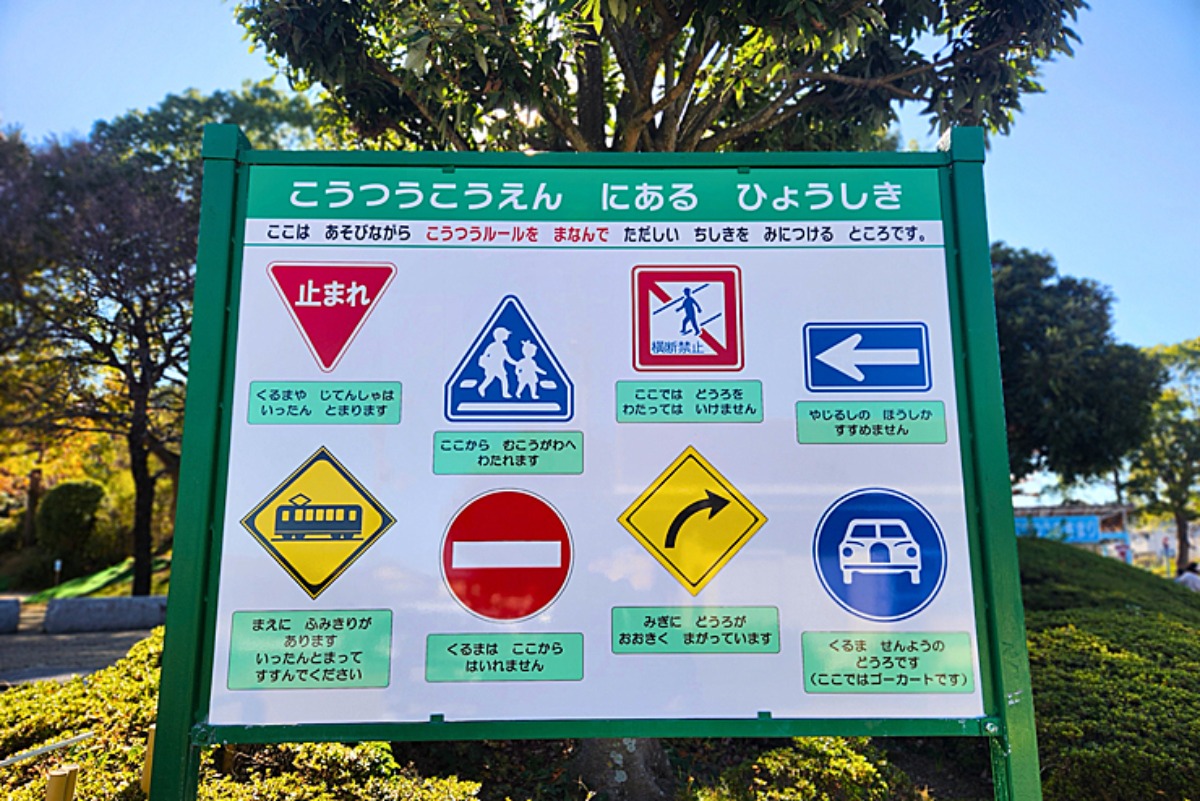 こうつうこうえん　にある　ひょうしき
ここは　あそびながら　こうつうルールを　まなんで　ただしい　ちしきを　みにつける　ところです。
止まれ
くるまや　じてんしゃは
いったん　とまります
ここから　むこうがわへ
わたれます
横断禁止
ここでは　どうろを
わたっては　いけません
やじるしの　ほうしか
すすめません
まえに　ふみきりが
あります
いったんとまって
すすんでください
くるまは　ここから
はいれません
みぎに　どうろが
おおきく　まがっています
くるま　せんようの
どうろです
（ここではゴーカートです）